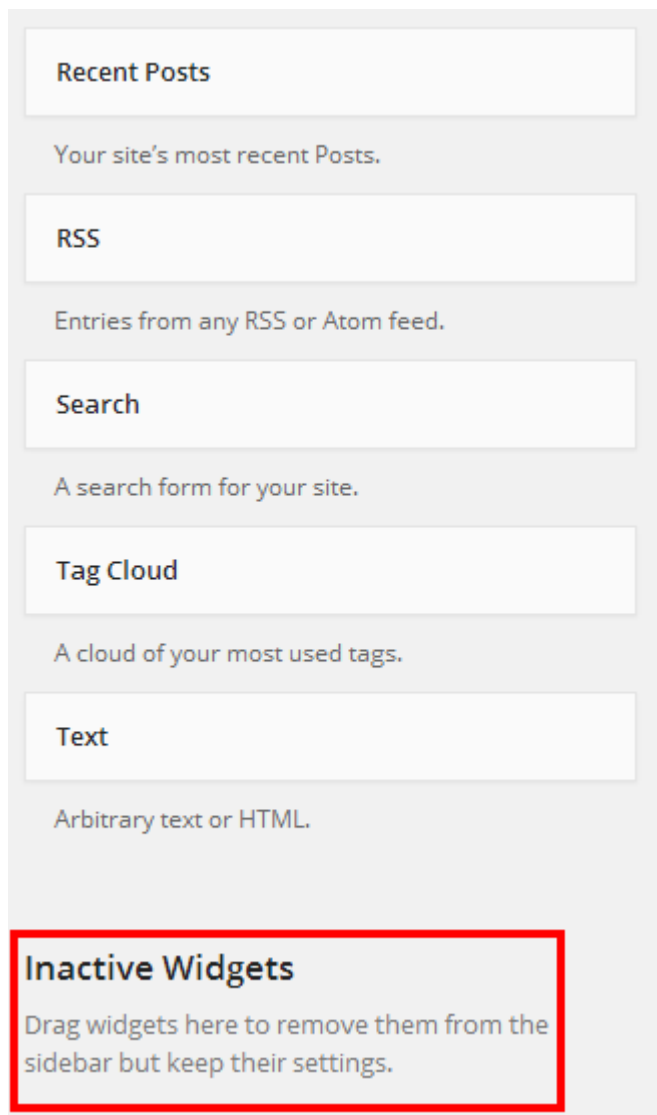 Recent Posts
Your site’s most recent Posts.
RSS
Entries from any RSS or Atom feed.
Search
A search form for your site.
Tag Cloud
A cloud of your most used tags.
Text
Arbitrary text or HTML.
Inactive Widgets
Drag widgets here to remove them from the
sidebar but keep their settings.